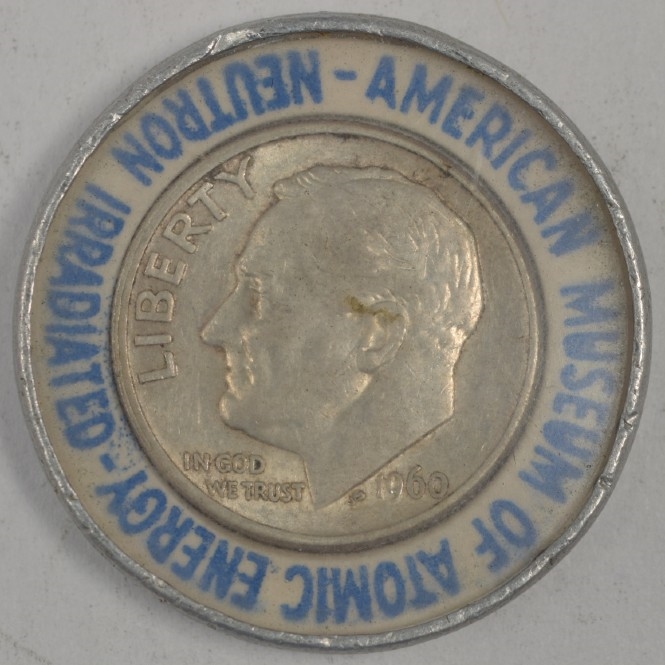 AMERICAN MUSEUM OF ATOMIC ENERGY -
NEUTRON IRRADIATED -
LIBERTY
IN GOD
WE TRUST
1960